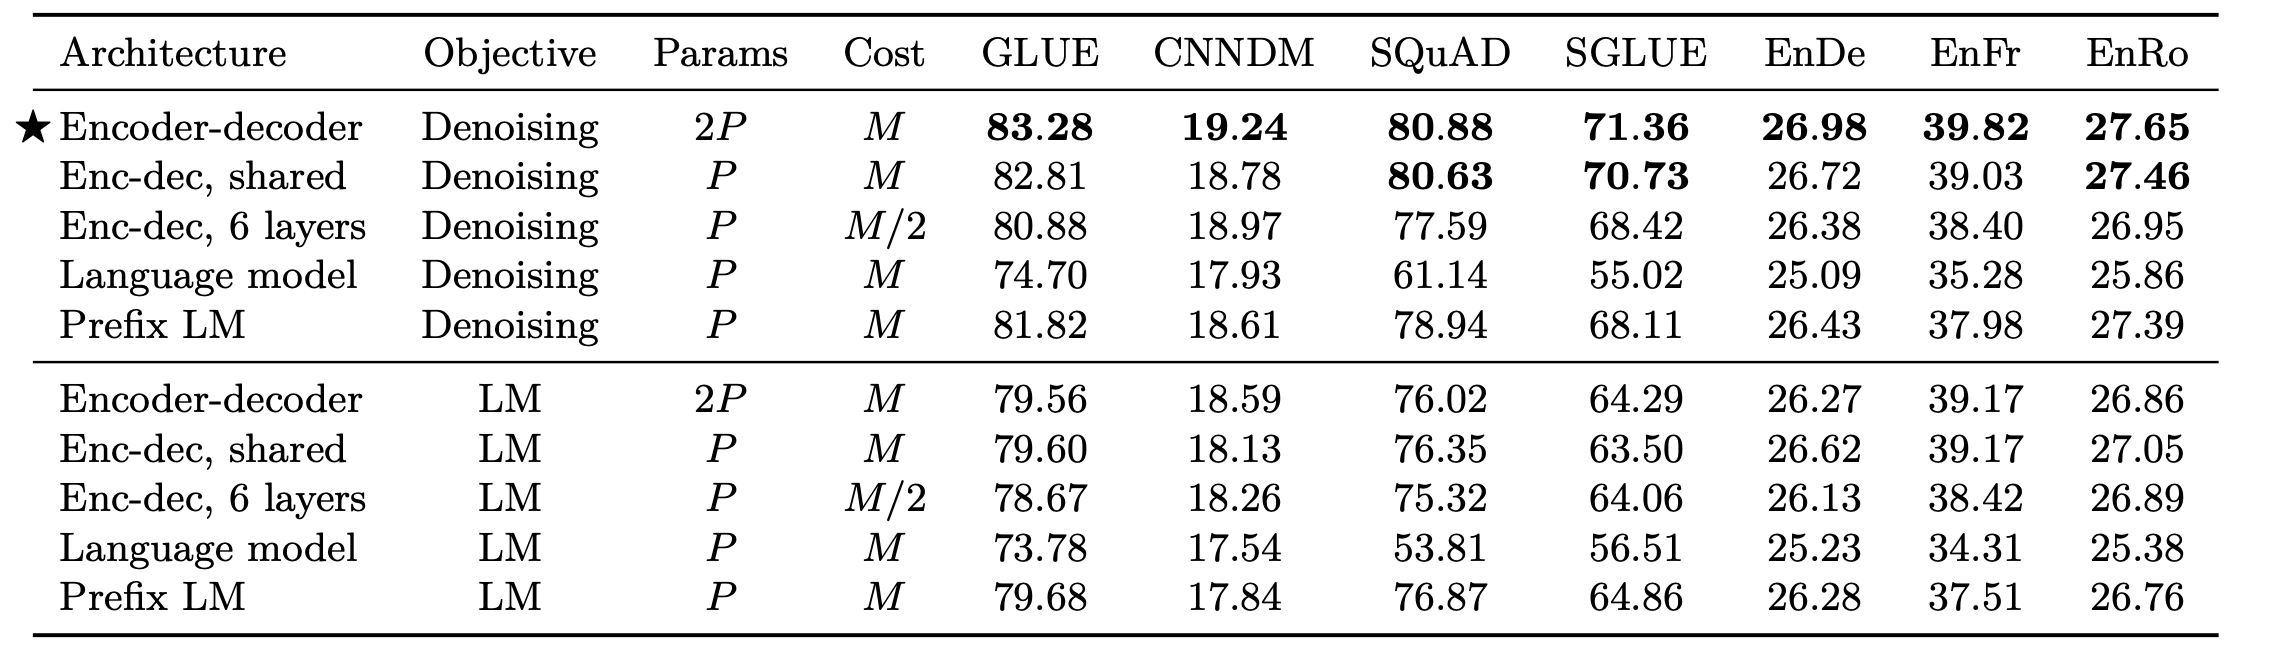 Architecture Objective Params Cost GLUE CNNDM SQuAD SGLUE EnDe EnFr EnRo
★ Encoder-decoder Denoising 2P M 83.28 19.24 80.88 71.36 26.98 39.82 27.65
Enc-dec, shared Denoising P M 82.81 18.78 80.63 70.73 26.72 39.03 27.46
Enc-dec, 6 layers Denoising P M/2 80.88 18.97 77.59 68.42 26.38 38.40 26.95
Language model Denoising P M 74.70 17.93 61.14 55.02 25.09 35.28 25.86
Prefix LM Denoising P M 81.82 18.61 78.94 68.11 26.43 37.98 27.39
Encoder-decoder LM 2P M 79.56 18.59 76.02 64.29 26.27 39.17 26.86
Enc-dec, shared LM P M 79.60 18.13 76.35 63.50 26.62 39.17 27.05
Enc-dec, 6 layers LM P M/2 78.67 18.26 75.32 64.06 26.13 38.42 26.89
Language model LM P M 73.78 17.54 53.81 56.51 25.23 34.31 25.38
Prefix LM LM P M 79.68 17.84 76.87 64.86 26.28 37.51 26.76